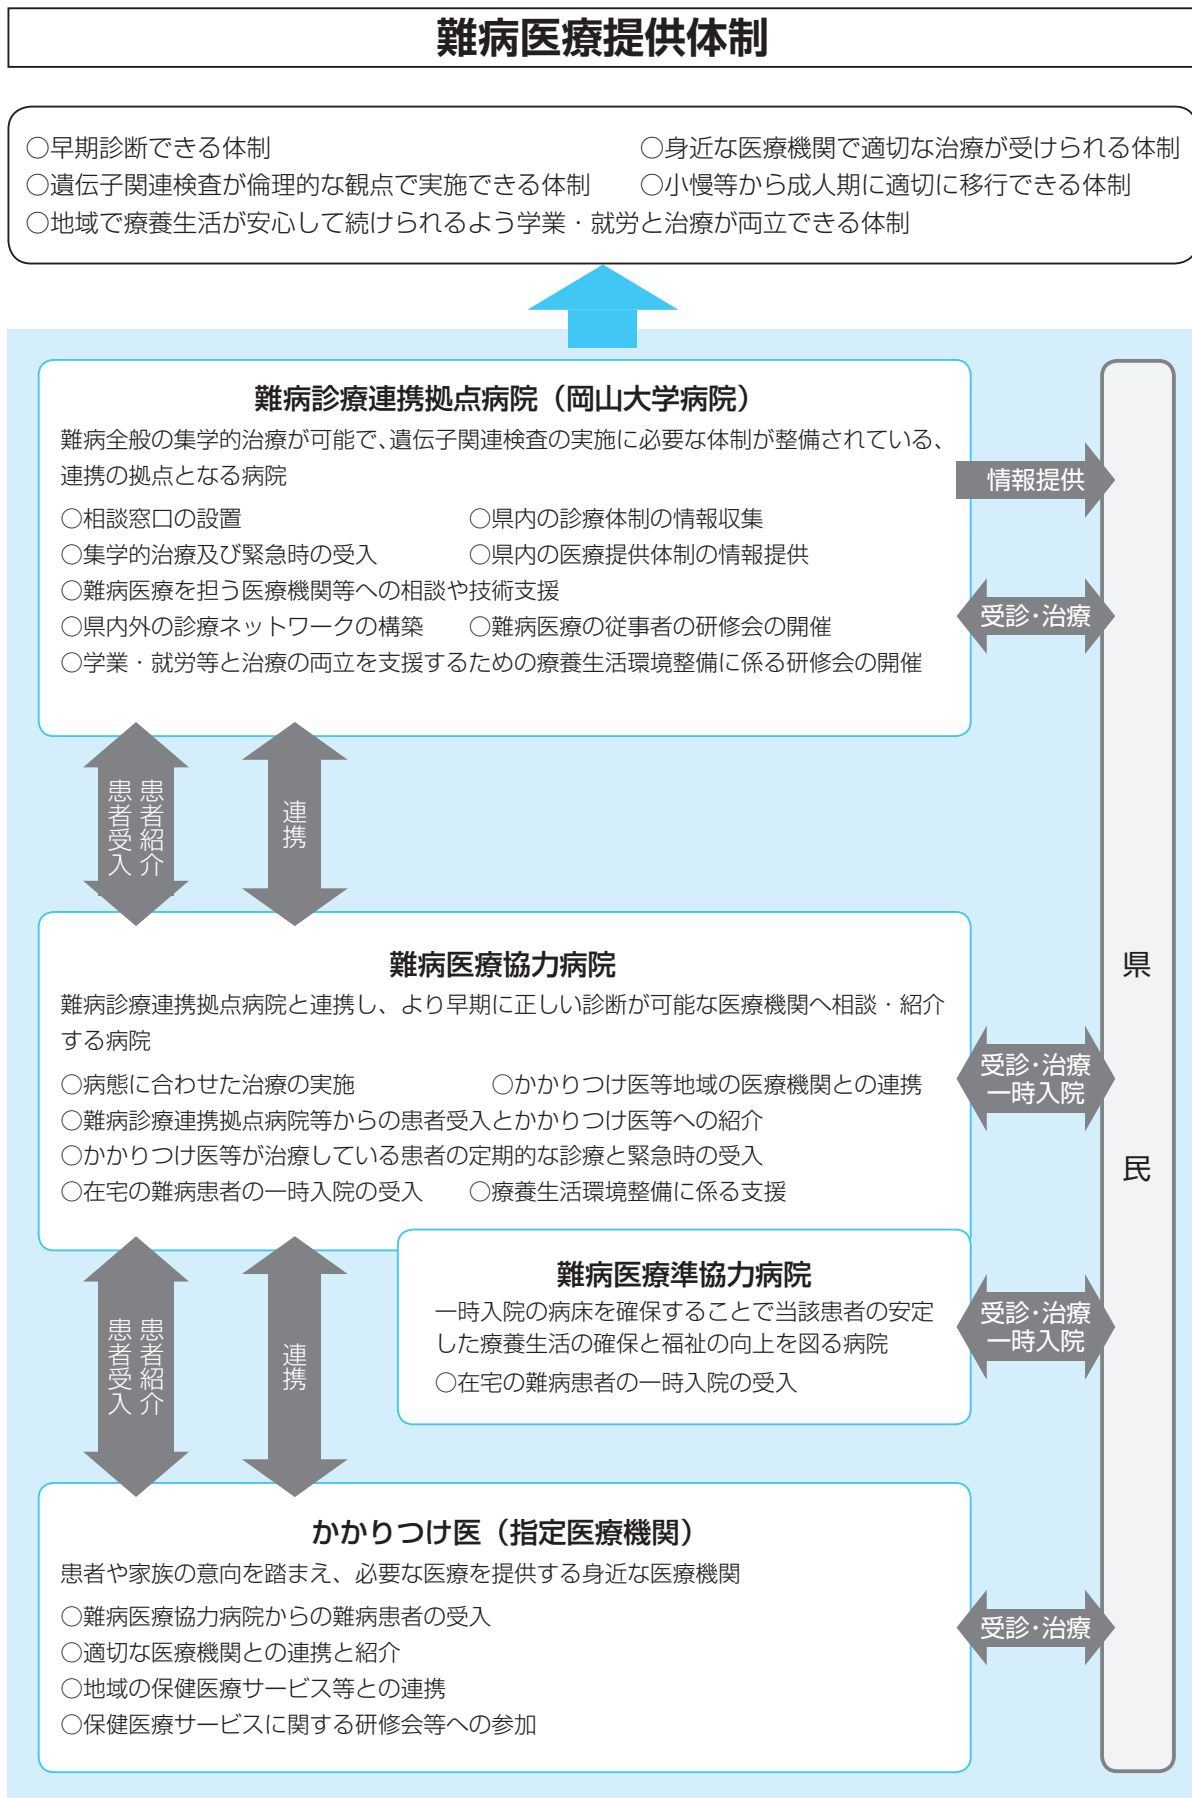 難病医療提供体制
○早期診断できる体制
○身近な医療機関で適切な治療が受けられる体制
○遺伝子関連検査が倫理的な観点で実施できる体制
○小慢等から成人期に適切に移行できる体制
○地域で療養生活が安心して続けられるよう学業・就労と治療が両立できる体制
難病診療連携拠点病院（岡山大学病院）
難病全般の集学的治療が可能で、遺伝子関連検査の実施に必要な体制が整備されている、
連携の拠点となる病院
○相談窓口の設置
○県内の診療体制の情報収集
○集学的治療及び緊急時の受入
○県内の医療提供体制の情報提供
○難病医療を担う医療機関等への相談や技術支援
○県内外の診療ネットワークの構築
○難病医療の従事者の研修会の開催
○学業・就労等と治療の両立を支援するための療養生活環境整備に係る研修会の開催
情報提供
受診・治療
患者紹介
患者受入
連携
難病医療協力病院
難病診療連携拠点病院と連携し、より早期に正しい診断が可能な医療機関へ相談・紹介
する病院
○病態に合わせた治療の実施
○かかりつけ医等地域の医療機関との連携
○難病診療連携拠点病院等からの患者受入とかかりつけ医等への紹介
○かかりつけ医等が治療している患者の定期的な診療と緊急時の受入
○在宅の難病患者の一時入院の受入
○療養生活環境整備に係る支援
受診・治療
一時入院
県民
難病医療準協力病院
一時入院の病床を確保することで当該患者の安定
した療養生活の確保と福祉の向上を図る病院
○在宅の難病患者の一時入院の受入
受診・治療
一時入院
患者紹介
患者受入
連携
かかりつけ医（指定医療機関）
患者や家族の意向を踏まえ、必要な医療を提供する身近な医療機関
○難病医療協力病院からの難病患者の受入
○適切な医療機関との連携と紹介
○地域の保健医療サービス等との連携
○保健医療サービスに関する研修会等への参加
受診・治療